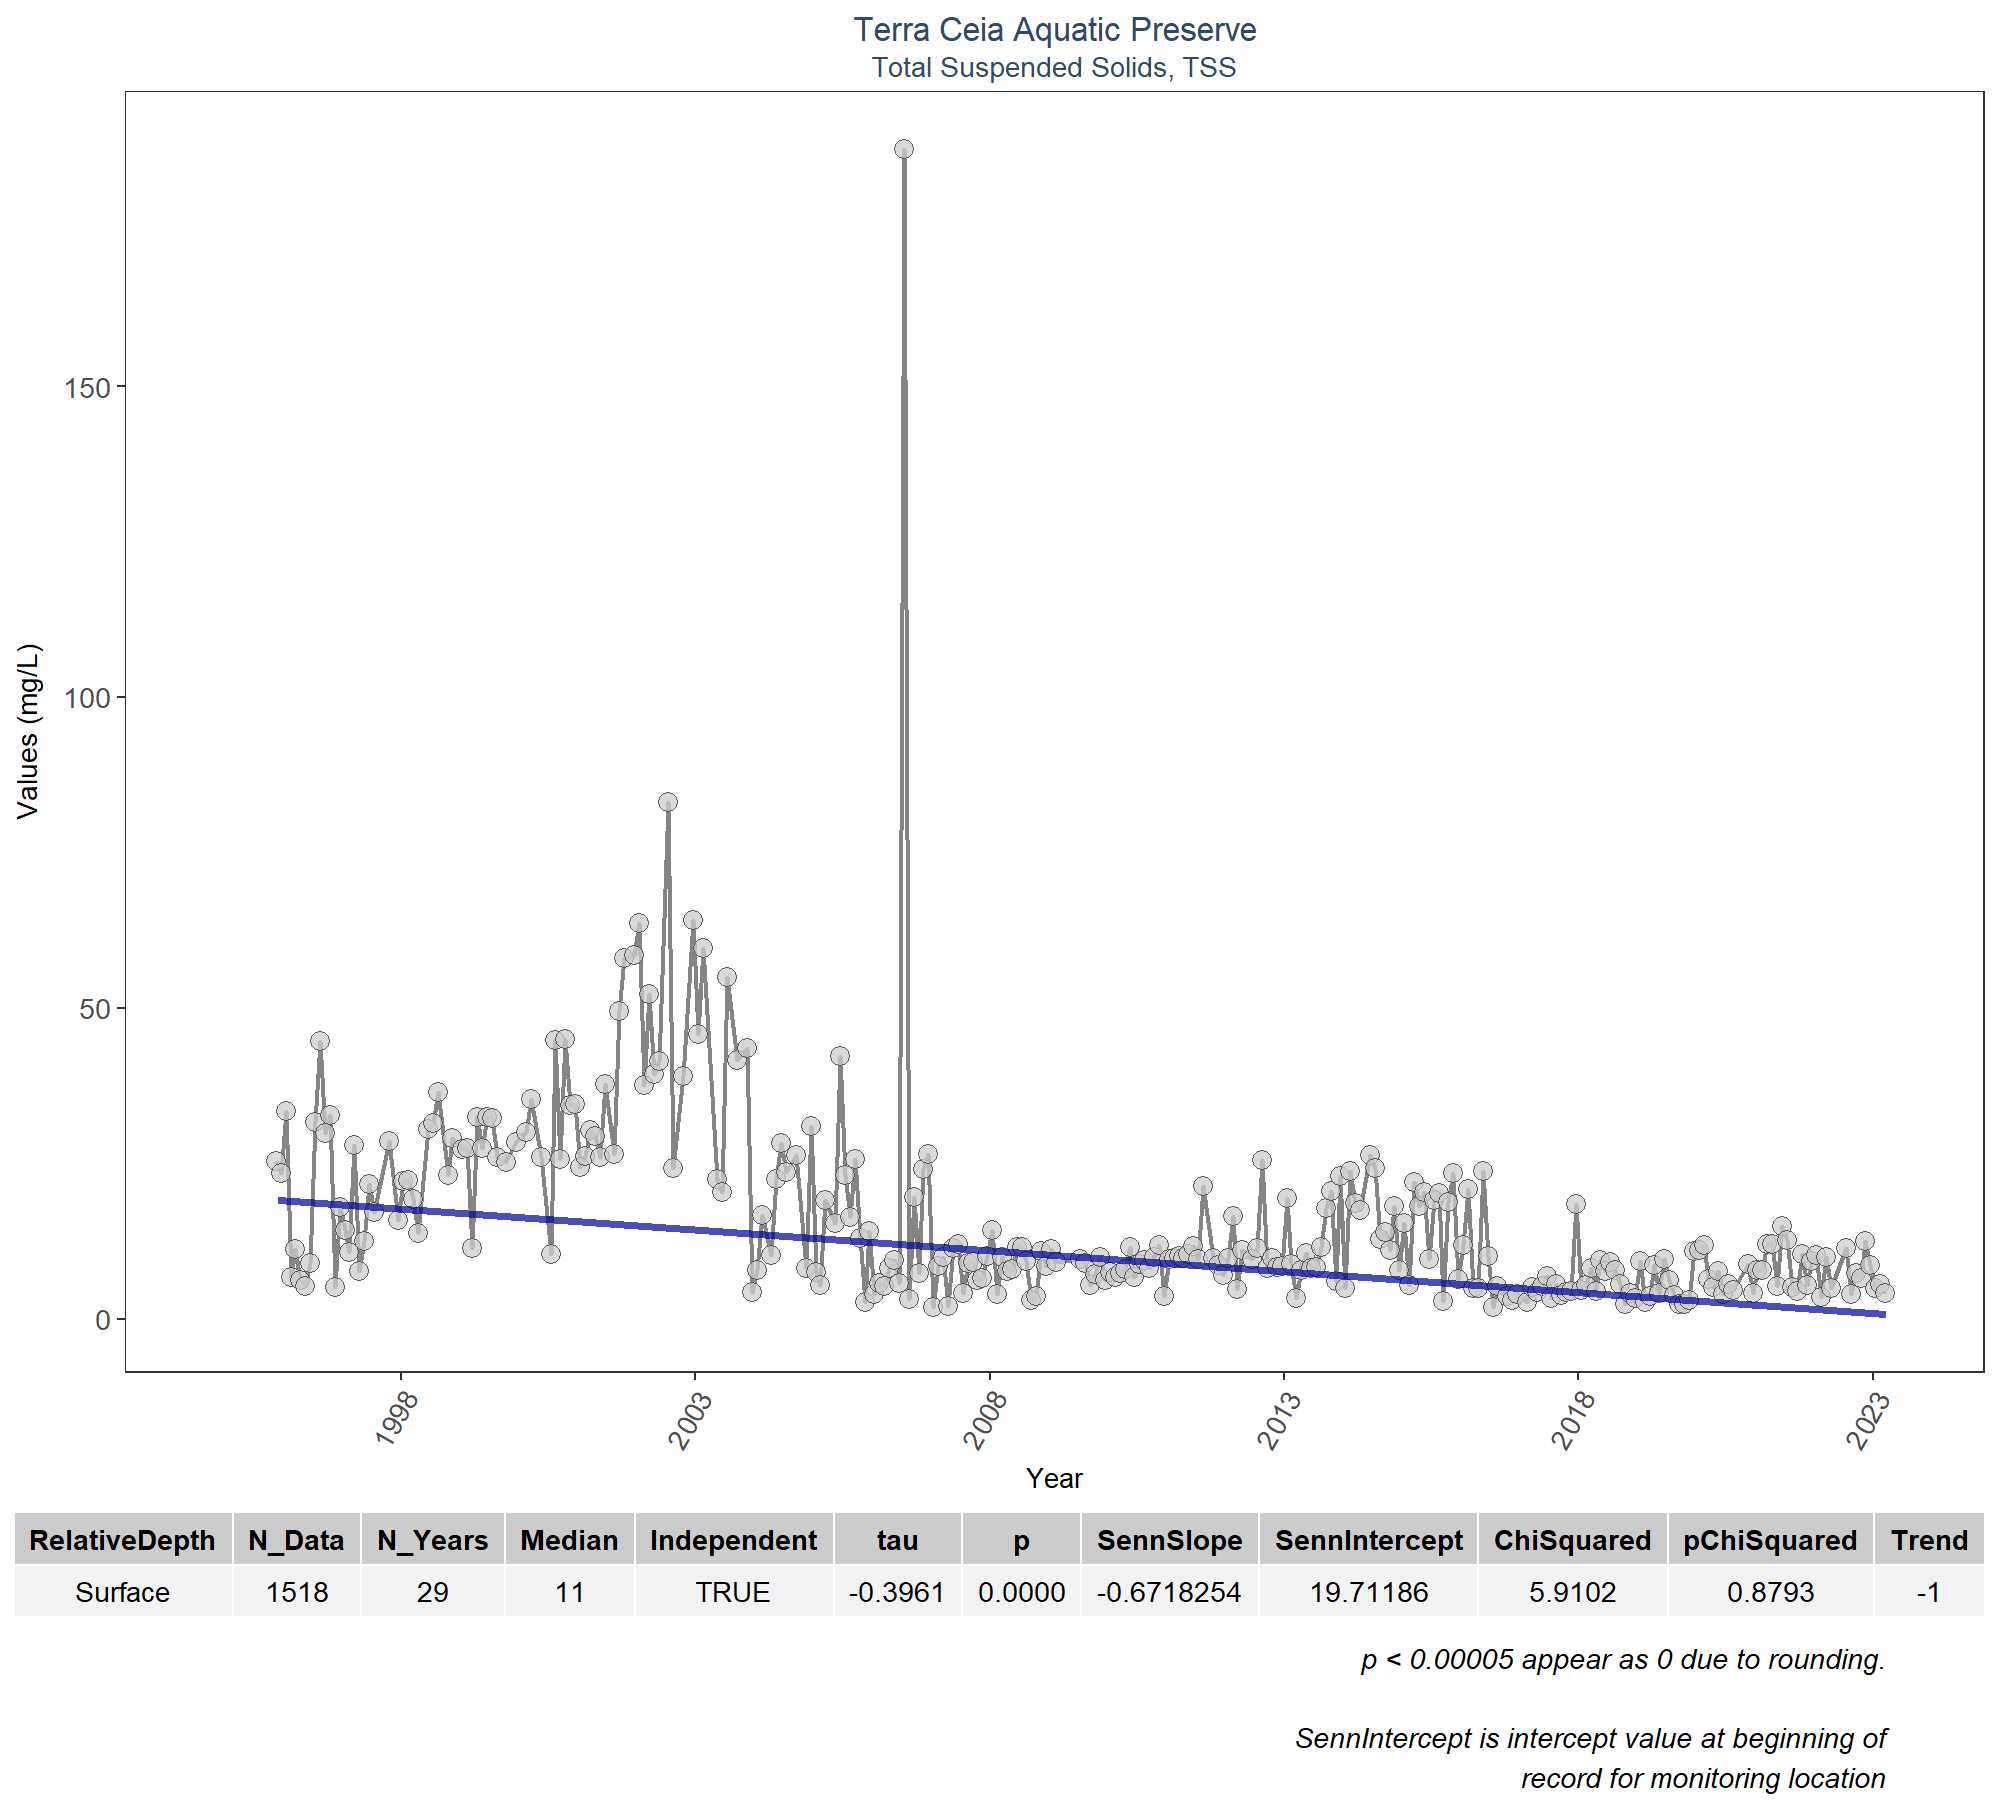 Terra Ceia Aquatic Preserve
Total Suspended Solids, TSS
Values (mg/L)
150
100
50
0
1998
2003
2008
2013
2018
2023
Year
RelativeDepth N_Data N_Years Median Independent tau p SennSlope SennIntercept ChiSquared pChiSquared Trend
Surface 1518 29 11 TRUE -0.3961 0.0000 -0.6718254 19.71186 5.9102 0.8793 -1
p < 0.00005 appear as 0 due to rounding.
SennIntercept is intercept value at beginning of
record for monitoring location